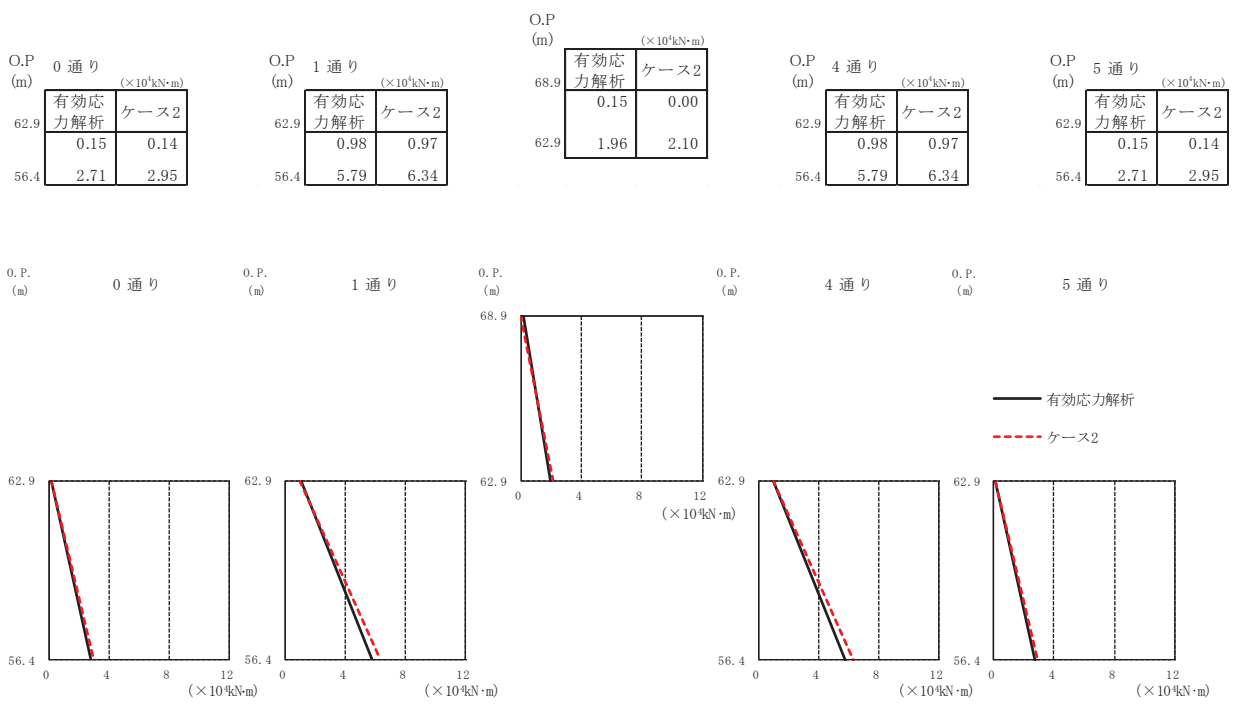 O.P
(m)
0 通り
(×10⁴kN・m)
有効応力解析 ケース2
62.9
0.15 0.14
56.4 2.71 2.95
O.P
(m)
1 通り
(×10⁴kN・m)
有効応力解析 ケース2
62.9
0.98 0.97
56.4 5.79 6.34
O.P
(m)
(×10⁴kN・m)
有効応力解析 ケース2
68.9
0.15 0.00
62.9 1.96 2.10
O.P
(m)
4 通り
(×10⁴kN・m)
有効応力解析 ケース2
62.9
0.98 0.97
56.4 5.79 6.34
O.P
(m)
5 通り
(×10⁴kN・m)
有効応力解析 ケース2
62.9
0.15 0.14
56.4 2.71 2.95
O.P.
(m)
0 通り
62.9
56.4
0 4 8 12
(×10⁴kN・m)
O.P.
(m)
1 通り
62.9
56.4
0 4 8 12
(×10⁴kN・m)
O.P.
(m)
68.9
62.9
0 4 8 12
(×10⁴kN・m)
O.P.
(m)
4 通り
62.9
56.4
0 4 8 12
(×10⁴kN・m)
O.P.
(m)
5 通り
有効応力解析
ケース2
62.9
56.4
0 4 8 12
(×10⁴kN・m)